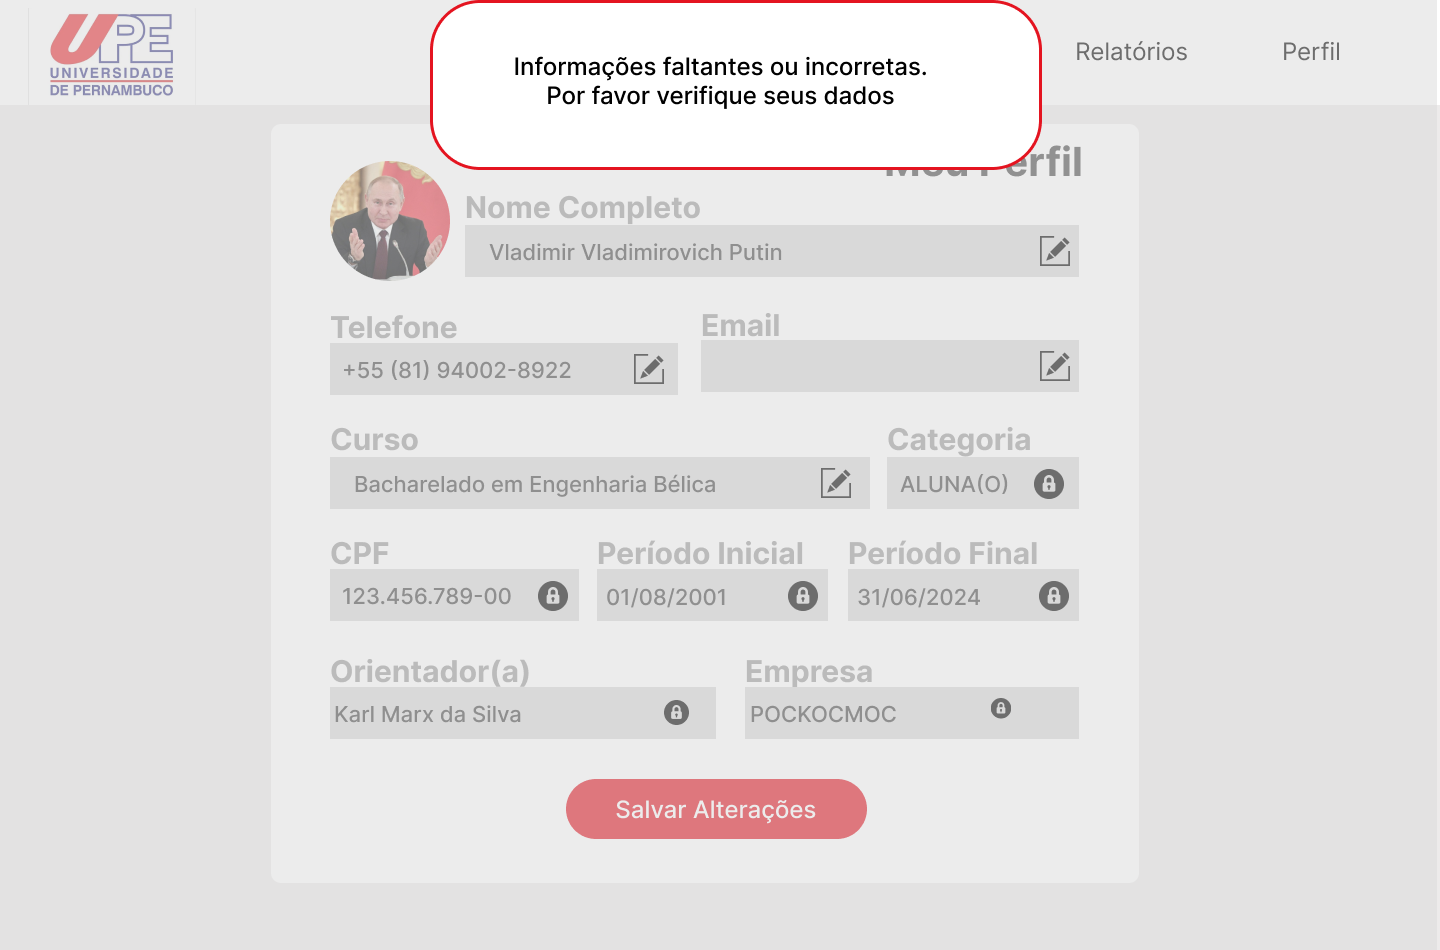 UPE
UNIVERSIDADE
DE PERNAMBUCO
Informações faltantes ou incorretas.
Por favor verifique seus dados
Relatórios
Perfil
Meu Perfil
Nome Completo
Vladimir Vladimirovich Putin
Telefone
Email
+55 (81) 94002-8922
Curso
Categoria
Bacharelado em Engenharia Bélica
ALUNA(O)
CPF
Período Inicial
Período Final
123.456.789-00
01/08/2001
31/06/2024
Orientador(a)
Empresa
Karl Marx da Silva
POCKOCMOC
Salvar Alterações